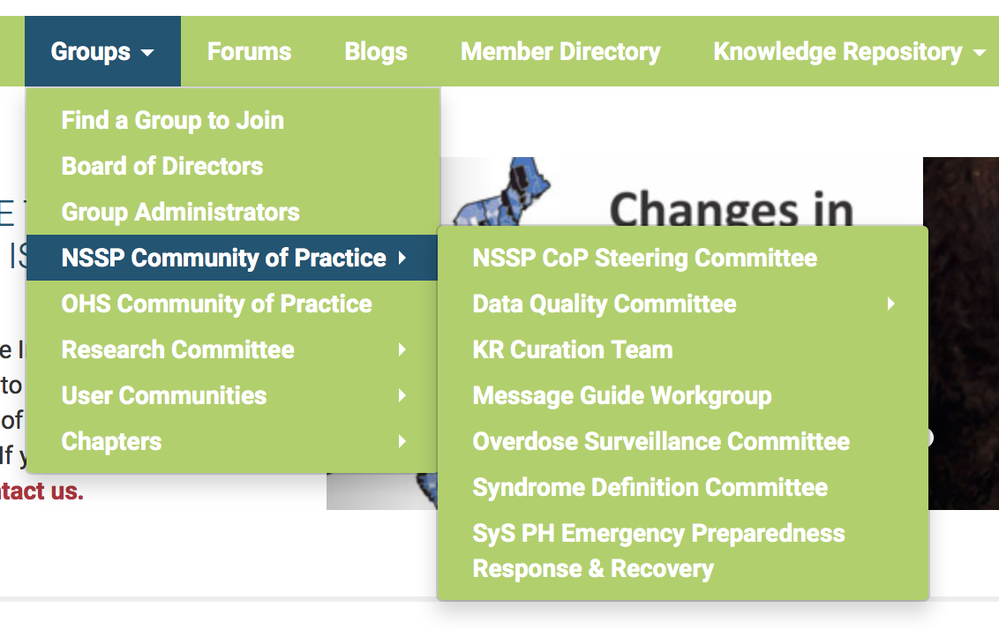 Groups
Forums
Blogs
Member Directory
Knowledge Repository
Find a Group to Join
Board of Directors
Group Administrators
NSSP Community of Practice
OHS Community of Practice
Research Committee
User Communities
Chapters
NSSP CoP Steering Committee
Data Quality Committee
KR Curation Team
Message Guide Workgroup
Overdose Surveillance Committee
Syndrome Definition Committee
SyS PH Emergency Preparedness
Response & Recovery
Changes in
to
of
If
tact us.